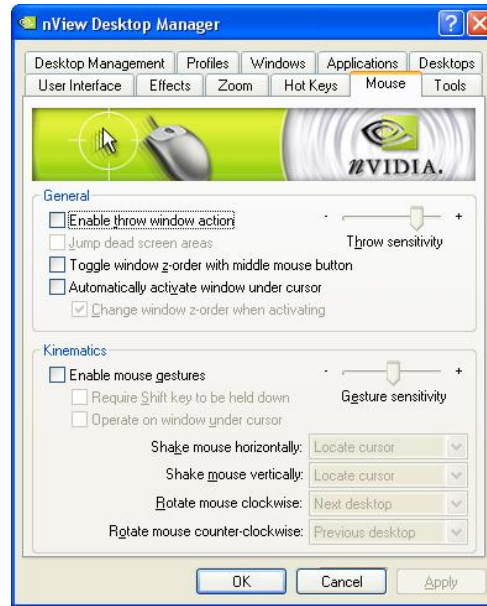 nView Desktop Manager
Desktop Management Profiles Windows Applications Desktops
User Interface Effects Zoom Hot Keys Mouse Tools
nVIDIA.
General
Enable throw window action - +
Jump dead screen areas Throw sensitivity
Toggle window z-order with middle mouse button
Automatically activate window under cursor
Change window z-order when activating
Kinematics
Enable mouse gestures - +
Require Shift key to be held down Gesture sensitivity
Operate on window under cursor
Shake mouse horizontally: Locate cursor
Shake mouse vertically: Locate cursor
Rotate mouse clockwise: Next desktop
Rotate mouse counter-clockwise: Previous desktop
OK Cancel Apply